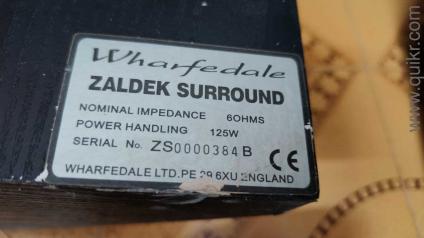 Wharfedale
ZALDEK SURROUND
NOMINAL IMPEDANCE 6OHMS
POWER HANDLING 125W
SERIAL No. ZS0000384B
WHARFEDALE LTD.PE 29 6XU ENGLAND
CE
www.quikr.com